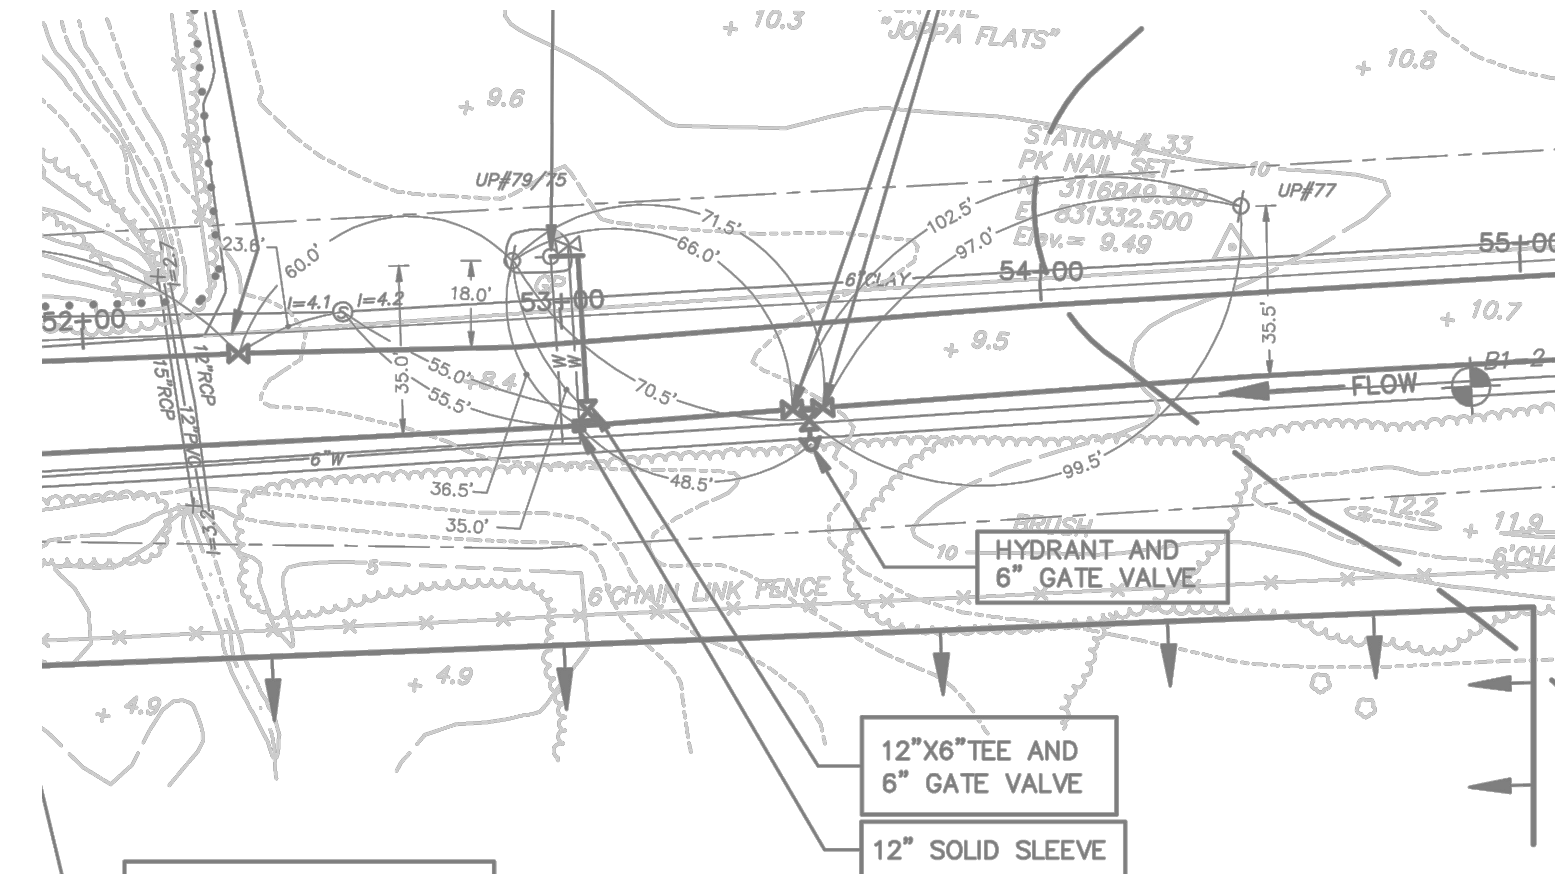 10.3
"JOPPA FLATS"
10.8
9.6
STATION # 33
PK NAIL SET
N. 3116849.380
E. 831332.500
Elev.= 9.49
10
UP#79/75
UP#77
71.5'
66.0'
102.5'
97.0'
23.6'
60.0'
I=4.1
I=4.2
18.0'
6"CLAY
52+00
53+00
54+00
55+00
10.7
9.5
35.5'
35.0'
55.0'
55.5'
8.4
70.5'
W
W
12"RCP
15"RCP
12"PVC
FLOW
B1-2
6"W
36.5'
35.0'
48.5'
99.5'
12.2
11.9
BRUSH
10
HYDRANT AND
6" GATE VALVE
5
6'CHAIN LINK FENCE
6'CHA
4.9
4.9
12"X6"TEE AND
6" GATE VALVE
12" SOLID SLEEVE